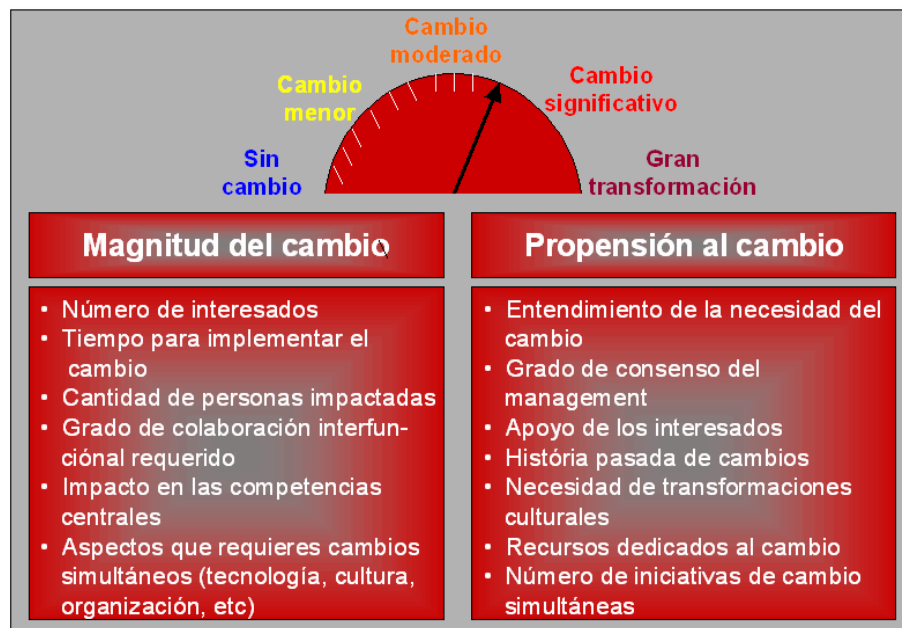 Cambio
moderado
Cambio
menor
Cambio
significativo
Sin
cambio
Gran
transformación
Magnitud del cambio
• Número de interesados
• Tiempo para implementar el
cambio
• Cantidad de personas impactadas
• Grado de colaboración interfun-
ciónal requerido
• Impacto en las competencias
centrales
• Aspectos que requieres cambios
simultáneos (tecnología, cultura,
organización, etc)
Propensión al cambio
• Entendimiento de la necesidad del
cambio
• Grado de consenso del
management
• Apoyo de los interesados
• História pasada de cambios
• Necesidad de transformaciones
culturales
• Recursos dedicados al cambio
• Número de iniciativas de cambio
simultáneas